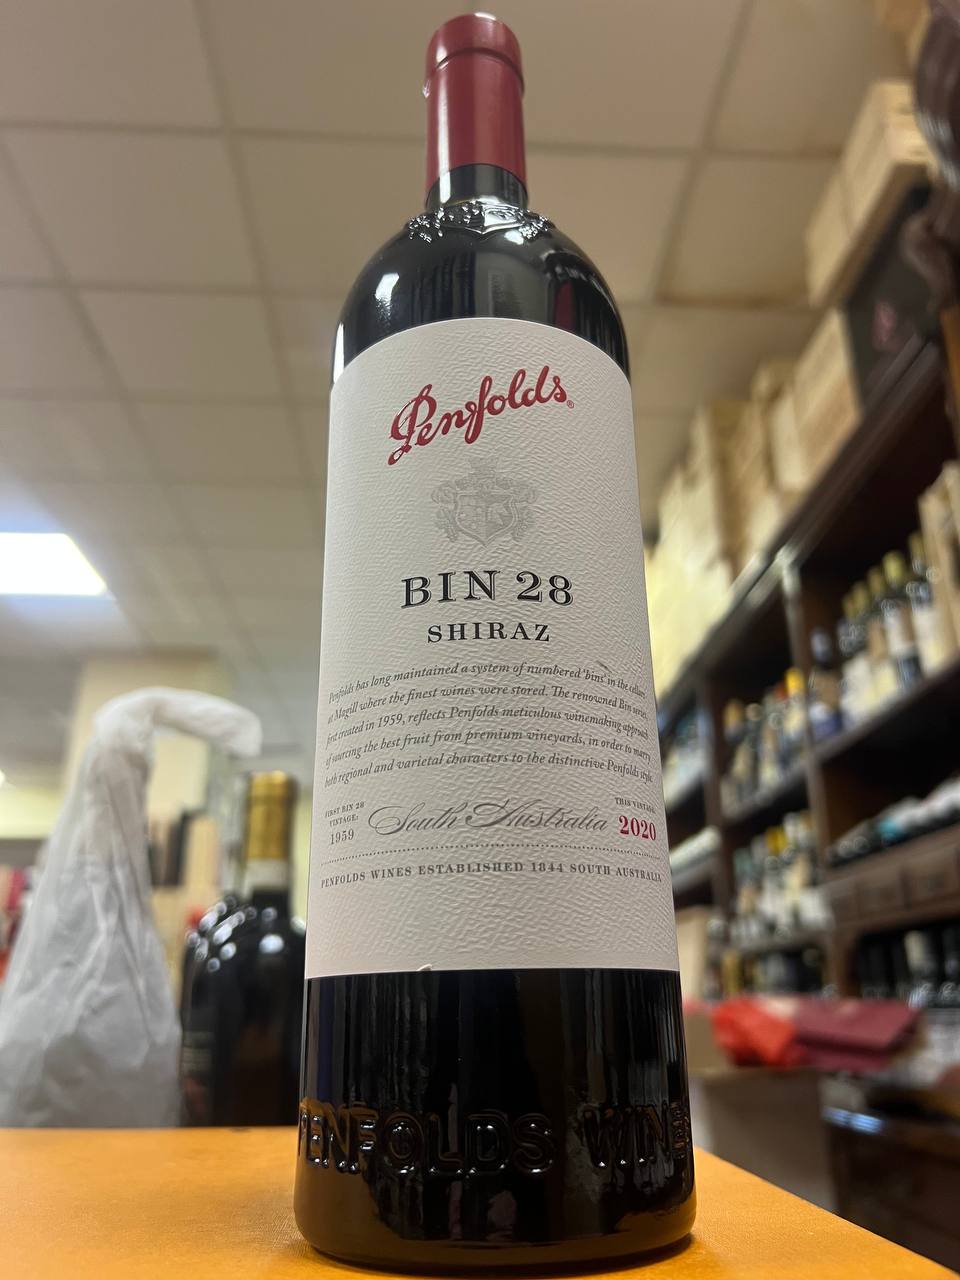 Penfolds®
BIN 28
SHIRAZ
Penfolds has long maintained a system of numbered 'bins' in the cellars
at Magill where the finest wines were stored. The renowned Bin series,
first created in 1959, reflects Penfolds meticulous winemaking approach
of sourcing the best fruit from premium vineyards, in order to marry
both regional and varietal characters to the distinctive Penfolds style.
FIRST BIN 28
VINTAGE:
1959
South Australia
THIS VINTAGE
2020
PENFOLDS WINES ESTABLISHED 1844 SOUTH AUSTRALIA
PENFOLDS WINES